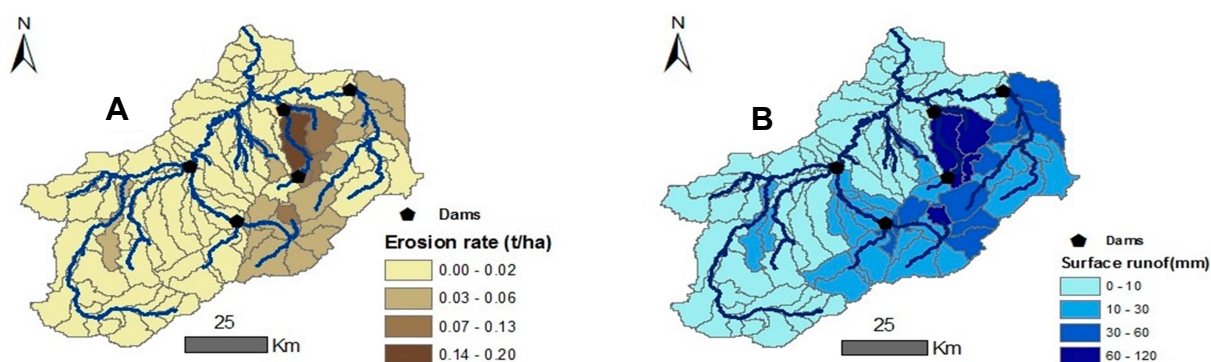 N
A
Dams
Erosion rate (t/ha)
0.00 - 0.02
0.03 - 0.06
0.07 - 0.13
0.14 - 0.20
25
Km
N
B
Dams
Surface runof(mm)
0 - 10
10 - 30
30 - 60
60 - 120
25
Km